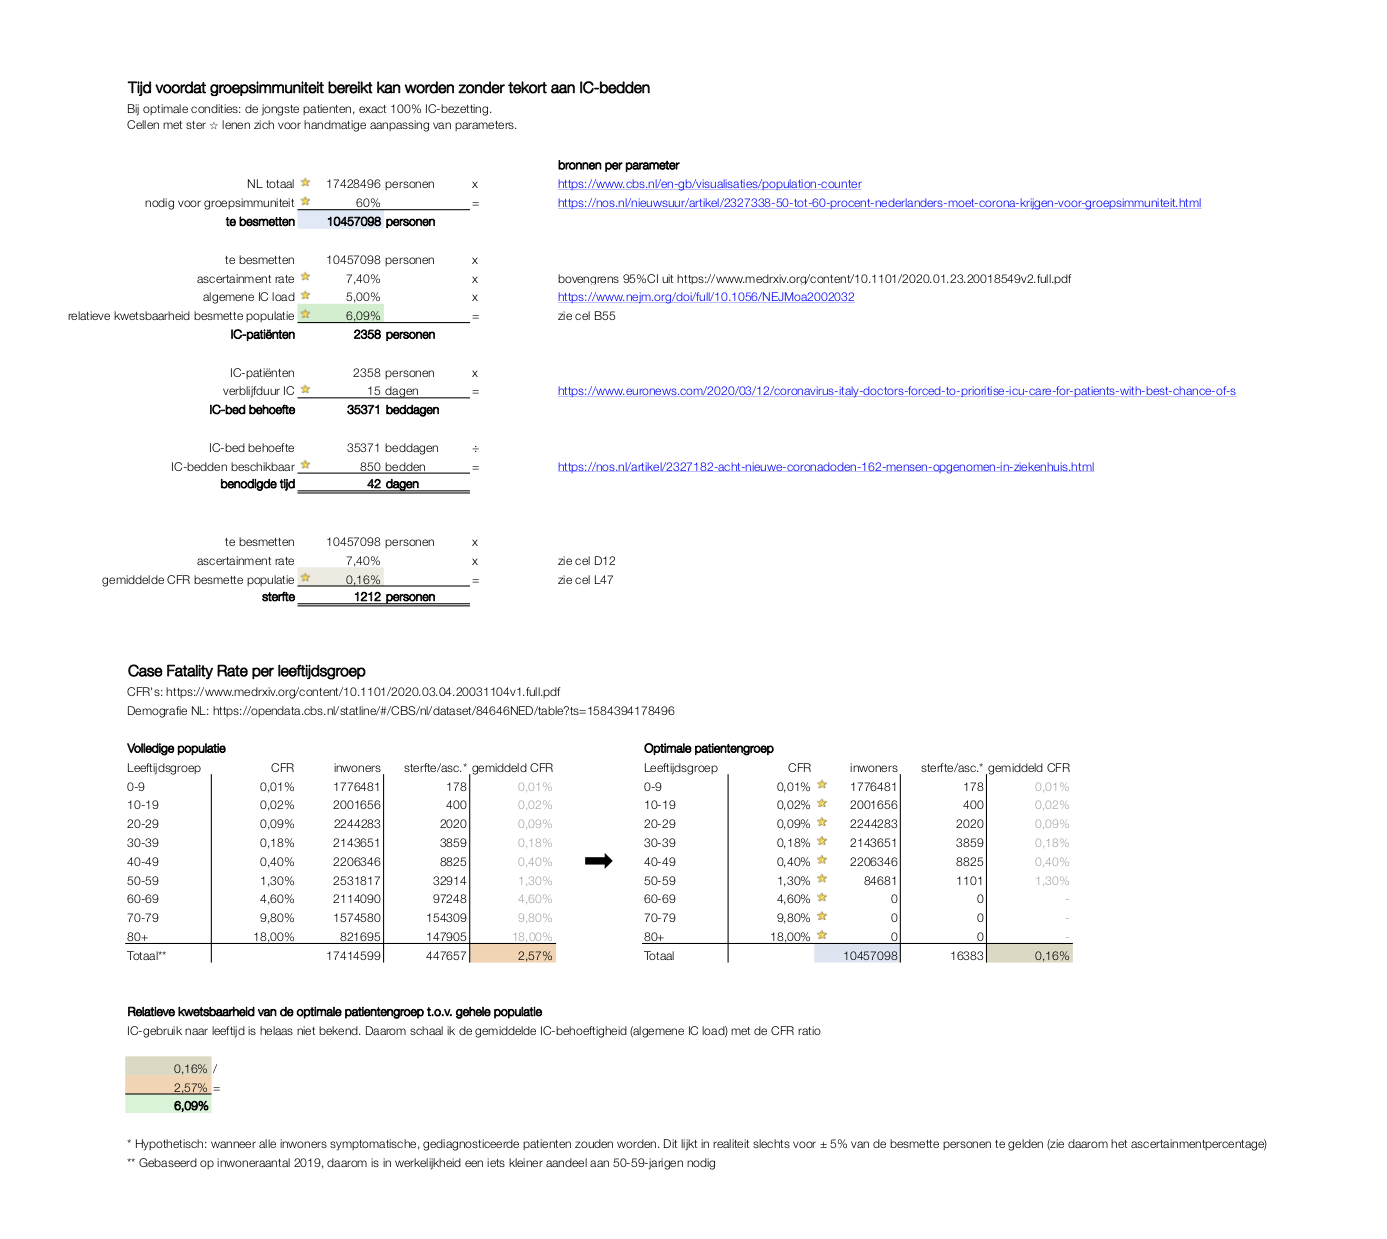 Tijd voordat groepsimmuniteit bereikt kan worden zonder tekort aan IC-bedden
Bij optimale condities: de jongste patienten, exact 100% IC-bezetting.
Cellen met ster ☆ lenen zich voor handmatige aanpassing van parameters.
bronnen per parameter
NL totaal 17428496 personen x https://www.cbs.nl/en-gb/visualisaties/population-counter
nodig voor groepsimmuniteit 60% = https://nos.nl/nieuwsuur/artikel/2327338-50-tot-60-procent-nederlanders-moet-corona-krijgen-voor-groepsimmuniteit.html
te besmetten 10457098 personen
te besmetten 10457098 personen x
ascertainment rate 7,40% x bovengrens 95%CI uit https://www.medrxiv.org/content/10.1101/2020.01.23.20018549v2.full.pdf
algemene IC load 5,00% x https://www.nejm.org/doi/full/10.1056/NEJMoa2002032
relatieve kwetsbaarheid besmette populatie 6,09% = zie cel B55
IC-patiënten 2358 personen
IC-patiënten 2358 personen x
verblijfduur IC 15 dagen = https://www.euronews.com/2020/03/12/coronavirus-italy-doctors-forced-to-prioritise-icu-care-for-patients-with-best-chance-of-s
IC-bed behoefte 35371 beddagen
IC-bed behoefte 35371 beddagen ÷
IC-bedden beschikbaar 850 bedden = https://nos.nl/artikel/2327182-acht-nieuwe-coronadoden-162-mensen-opgenomen-in-ziekenhuis.html
benodigde tijd 42 dagen
te besmetten 10457098 personen x
ascertainment rate 7,40% x zie cel D12
gemiddelde CFR besmette populatie 0,16% = zie cel L47
sterfte 1212 personen
Case Fatality Rate per leeftijdsgroep
CFR's: https://www.medrxiv.org/content/10.1101/2020.03.04.20031104v1.full.pdf
Demografie NL: https://opendata.cbs.nl/statline/#/CBS/nl/dataset/84646NED/table?ts=1584394178496
Volledige populatie Optimale patientengroep
Leeftijdsgroep CFR inwoners sterfte/asc.* gemiddeld CFR Leeftijdsgroep CFR inwoners sterfte/asc.* gemiddeld CFR
0-9 0,01% 1776481 178 0,01% 0-9 0,01% 1776481 178 0,01%
10-19 0,02% 2001656 400 0,02% 10-19 0,02% 2001656 400 0,02%
20-29 0,09% 2244283 2020 0,09% 20-29 0,09% 2244283 2020 0,09%
30-39 0,18% 2143651 3859 0,18% 30-39 0,18% 2143651 3859 0,18%
40-49 0,40% 2206346 8825 0,40% 40-49 0,40% 2206346 8825 0,40%
50-59 1,30% 2531817 32914 1,30% 50-59 1,30% 84681 1101 1,30%
60-69 4,60% 2114090 97248 4,60% 60-69 4,60% 0 0 -
70-79 9,80% 1574580 154309 9,80% 70-79 9,80% 0 0 -
80+ 18,00% 821695 147905 18,00% 80+ 18,00% 0 0 -
Totaal** 17414599 447657 2,57% Totaal 10457098 16383 0,16%
Relatieve kwetsbaarheid van de optimale patientengroep t.o.v. gehele populatie
IC-gebruik naar leeftijd is helaas niet bekend. Daarom schaal ik de gemiddelde IC-behoeftigheid (algemene IC load) met de CFR ratio
0,16% /
2,57% =
6,09%
* Hypothetisch: wanneer alle inwoners symptomatische, gediagnosticeerde patienten zouden worden. Dit lijkt in realiteit slechts voor ± 5% van de besmette personen te gelden (zie daarom het ascertainmentpercentage)
** Gebaseerd op inwoneraantal 2019, daarom is in werkelijkheid een iets kleiner aandeel aan 50-59-jarigen nodig